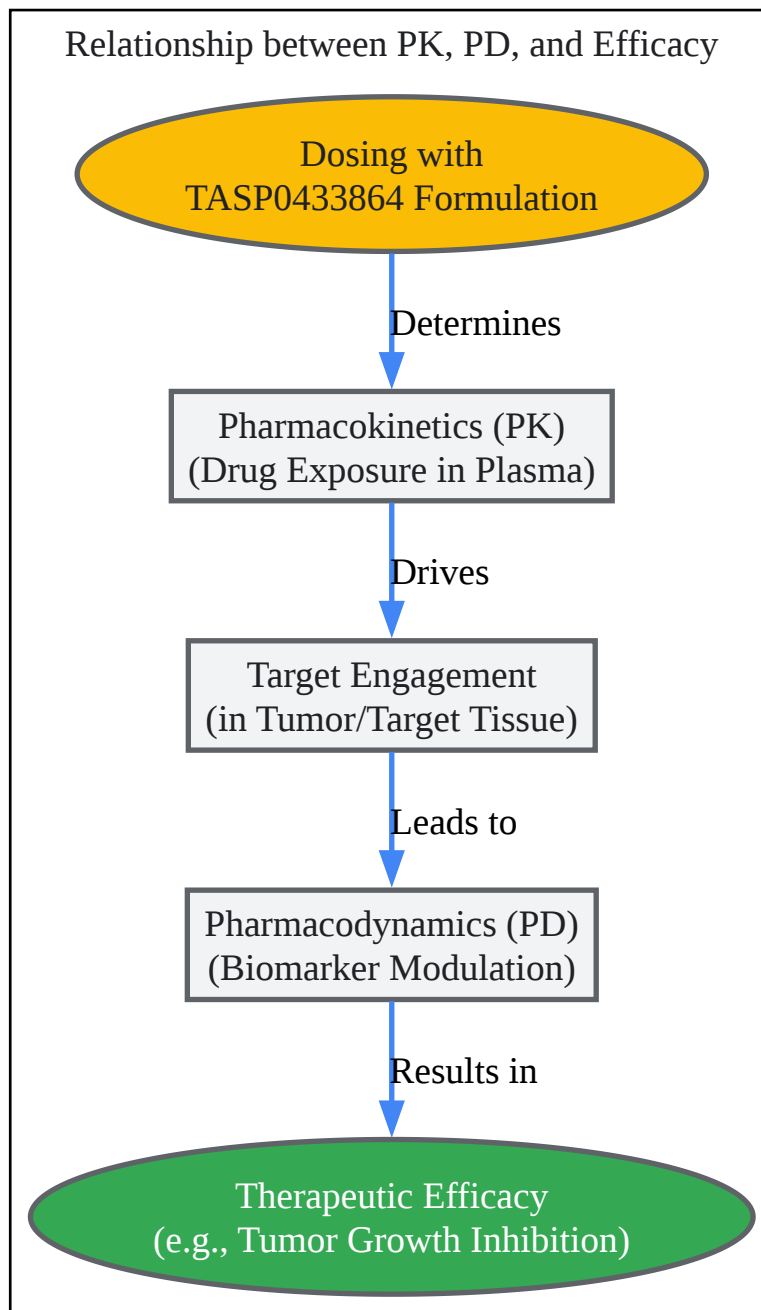 Relationship between PK, PD, and Efficacy
Dosing with
TASP0433864 Formulation
Determines
Pharmacokinetics (PK)
(Drug Exposure in Plasma)
Drives
Target Engagement
(in Tumor/Target Tissue)
Leads to
Pharmacodynamics (PD)
(Biomarker Modulation)
Results in
Therapeutic Efficacy
(e.g., Tumor Growth Inhibition)